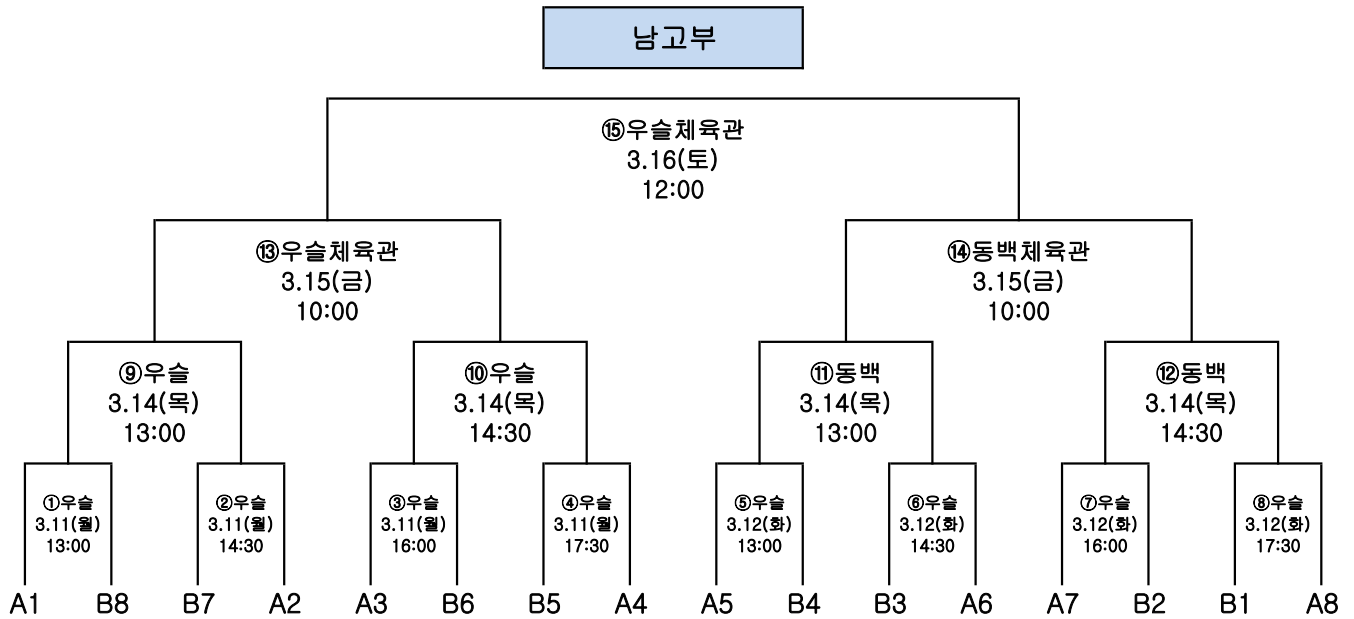 남고부
⑮우슬체육관
3.16(토)
12:00
⑬우슬체육관
3.15(금)
10:00
⑭동백체육관
3.15(금)
10:00
⑨우슬
3.14(목)
13:00
⑩우슬
3.14(목)
14:30
⑪동백
3.14(목)
13:00
⑫동백
3.14(목)
14:30
①우슬
3.11(월)
13:00
②우슬
3.11(월)
14:30
③우슬
3.11(월)
16:00
④우슬
3.11(월)
17:30
⑤우슬
3.12(화)
13:00
⑥우슬
3.12(화)
14:30
⑦우슬
3.12(화)
16:00
⑧우슬
3.12(화)
17:30
A1 B8 B7 A2 A3 B6 B5 A4 A5 B4 B3 A6 A7 B2 B1 A8